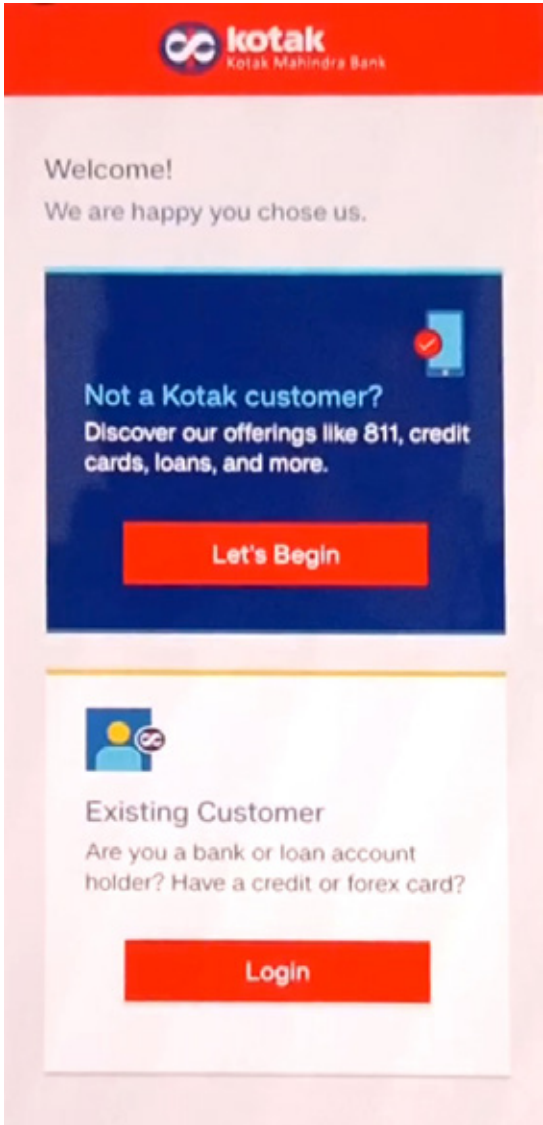 kotak
Kotak Mahindra Bank
Welcome!
We are happy you chose us.
Not a Kotak customer?
Discover our offerings like 811, credit
cards, loans, and more.
Let's Begin
Existing Customer
Are you a bank or loan account
holder? Have a credit or forex card?
Login